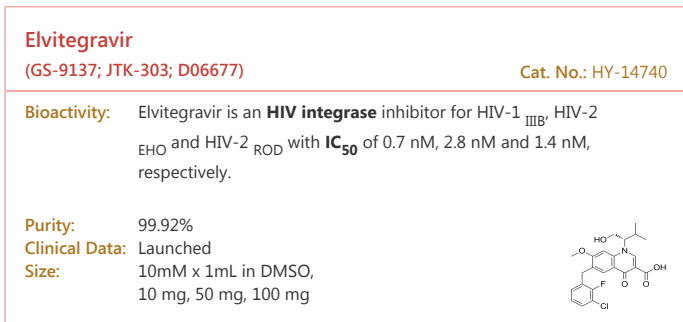 Elvitegravir
(GS-9137; JTK-303; D06677) Cat. No.: HY-14740
Bioactivity: Elvitegravir is an HIV integrase inhibitor for HIV-1 IIIB, HIV-2
EHO and HIV-2 ROD with IC50 of 0.7 nM, 2.8 nM and 1.4 nM,
respectively.
Purity: 99.92%
Clinical Data: Launched
Size: 10mM x 1mL in DMSO,
10 mg, 50 mg, 100 mg
HO
N
O
O
O
OH
F
Cl